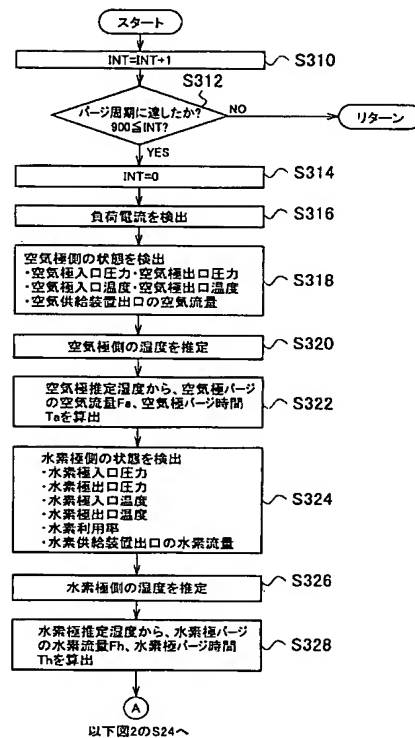 スタート
INT=INT+1
S310
S312
パージ周期に達したか?
900≦INT?
NO
リターン
YES
INT=0
S314
負荷電流を検出
S316
空気極側の状態を検出
・空気極入口圧力・空気極出口圧力
・空気極入口温度・空気極出口温度
・空気供給装置出口の空気流量
S318
空気極側の湿度を推定
S320
空気極推定湿度から、空気極パージ
の空気流量Fa、空気極パージ時間
Taを算出
S322
水素極側の状態を検出
・水素極入口圧力
・水素極出口圧力
・水素極入口温度
・水素極出口温度
・水素利用率
・水素供給装置出口の水素流量
S324
水素極側の湿度を推定
S326
水素極推定湿度から、水素極パージ
の水素流量Fh、水素極パージ時間
Thを算出
S328
A
以下図2のS24へ